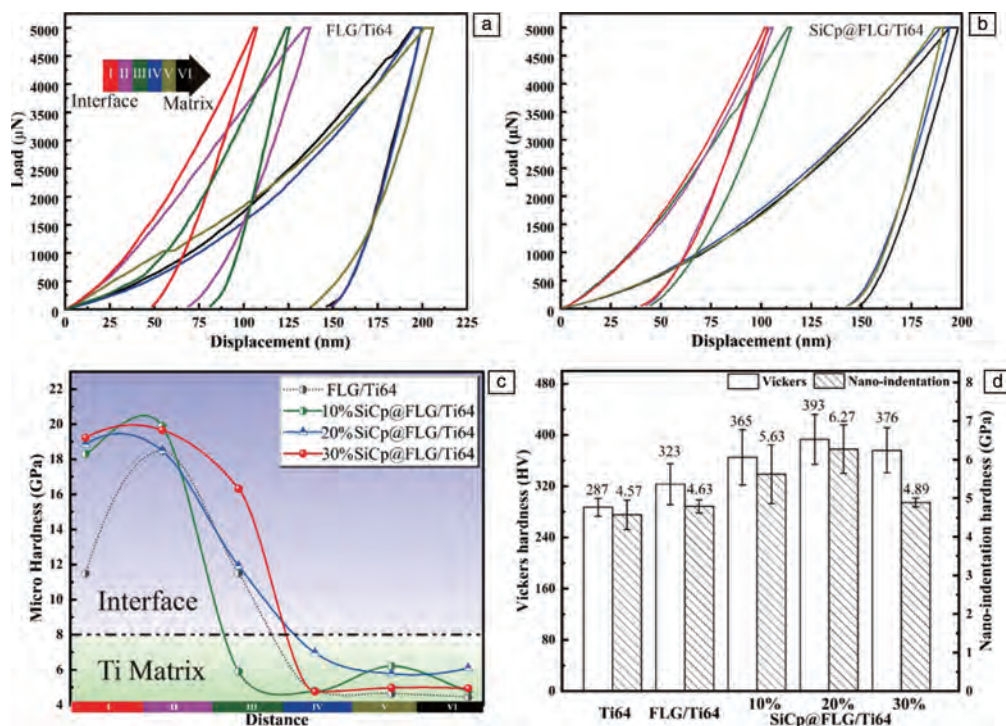 a
FLG/Ti64
5000
4500
4000
3500
3000
2500
2000
1500
1000
500
0
Load (μN)
I II III IV V VI
Interface
Matrix
0 25 50 75 100 125 150 175 200 225
Displacement (nm)
b
SiCp@FLG/Ti64
5000
4500
4000
3500
3000
2500
2000
1500
1000
500
0
Load (μN)
0 25 50 75 100 125 150 175 200
Displacement (nm)
c
FLG/Ti64
10%SiCp@FLG/Ti64
20%SiCp@FLG/Ti64
30%SiCp@FLG/Ti64
22
20
18
16
14
12
10
8
6
4
Micro Hardness (GPa)
Interface
Ti Matrix
I II III IV V VI
Distance
d
Vickers
Nano-indentation
480
400
320
240
160
80
0
Vickers hardness (HV)
287
4.57
323
4.63
365
5.63
393
6.27
376
4.89
8
7
6
5
4
3
2
1
0
Nano-indentation hardness (GPa)
Ti64
FLG/Ti64
10%
20%
30%
SiCp@FLG/Ti64